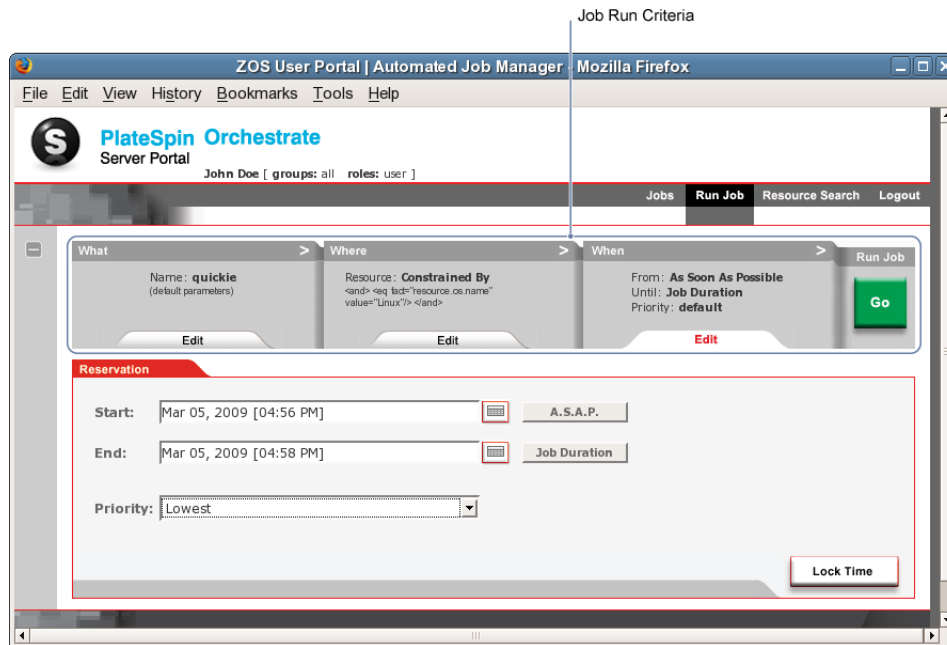 Job Run Criteria
ZOS User Portal | Automated Job Manager - Mozilla Firefox
File Edit View History Bookmarks Tools Help
S
PlateSpin Orchestrate
Server Portal
John Doe [ groups: all roles: user ]
Jobs Run Job Resource Search Logout
What >
Name: quickie
(default parameters)
Edit
Where >
Resource: Constrained By
<and> <eq fact="resource.os.name"
value="Linux"/> </and>
Edit
When >
From: As Soon As Possible
Until: Job Duration
Priority: default
Edit
Run Job
Go
Reservation
Start: Mar 05, 2009 [04:56 PM] A.S.A.P.
End: Mar 05, 2009 [04:58 PM] Job Duration
Priority: Lowest
Lock Time